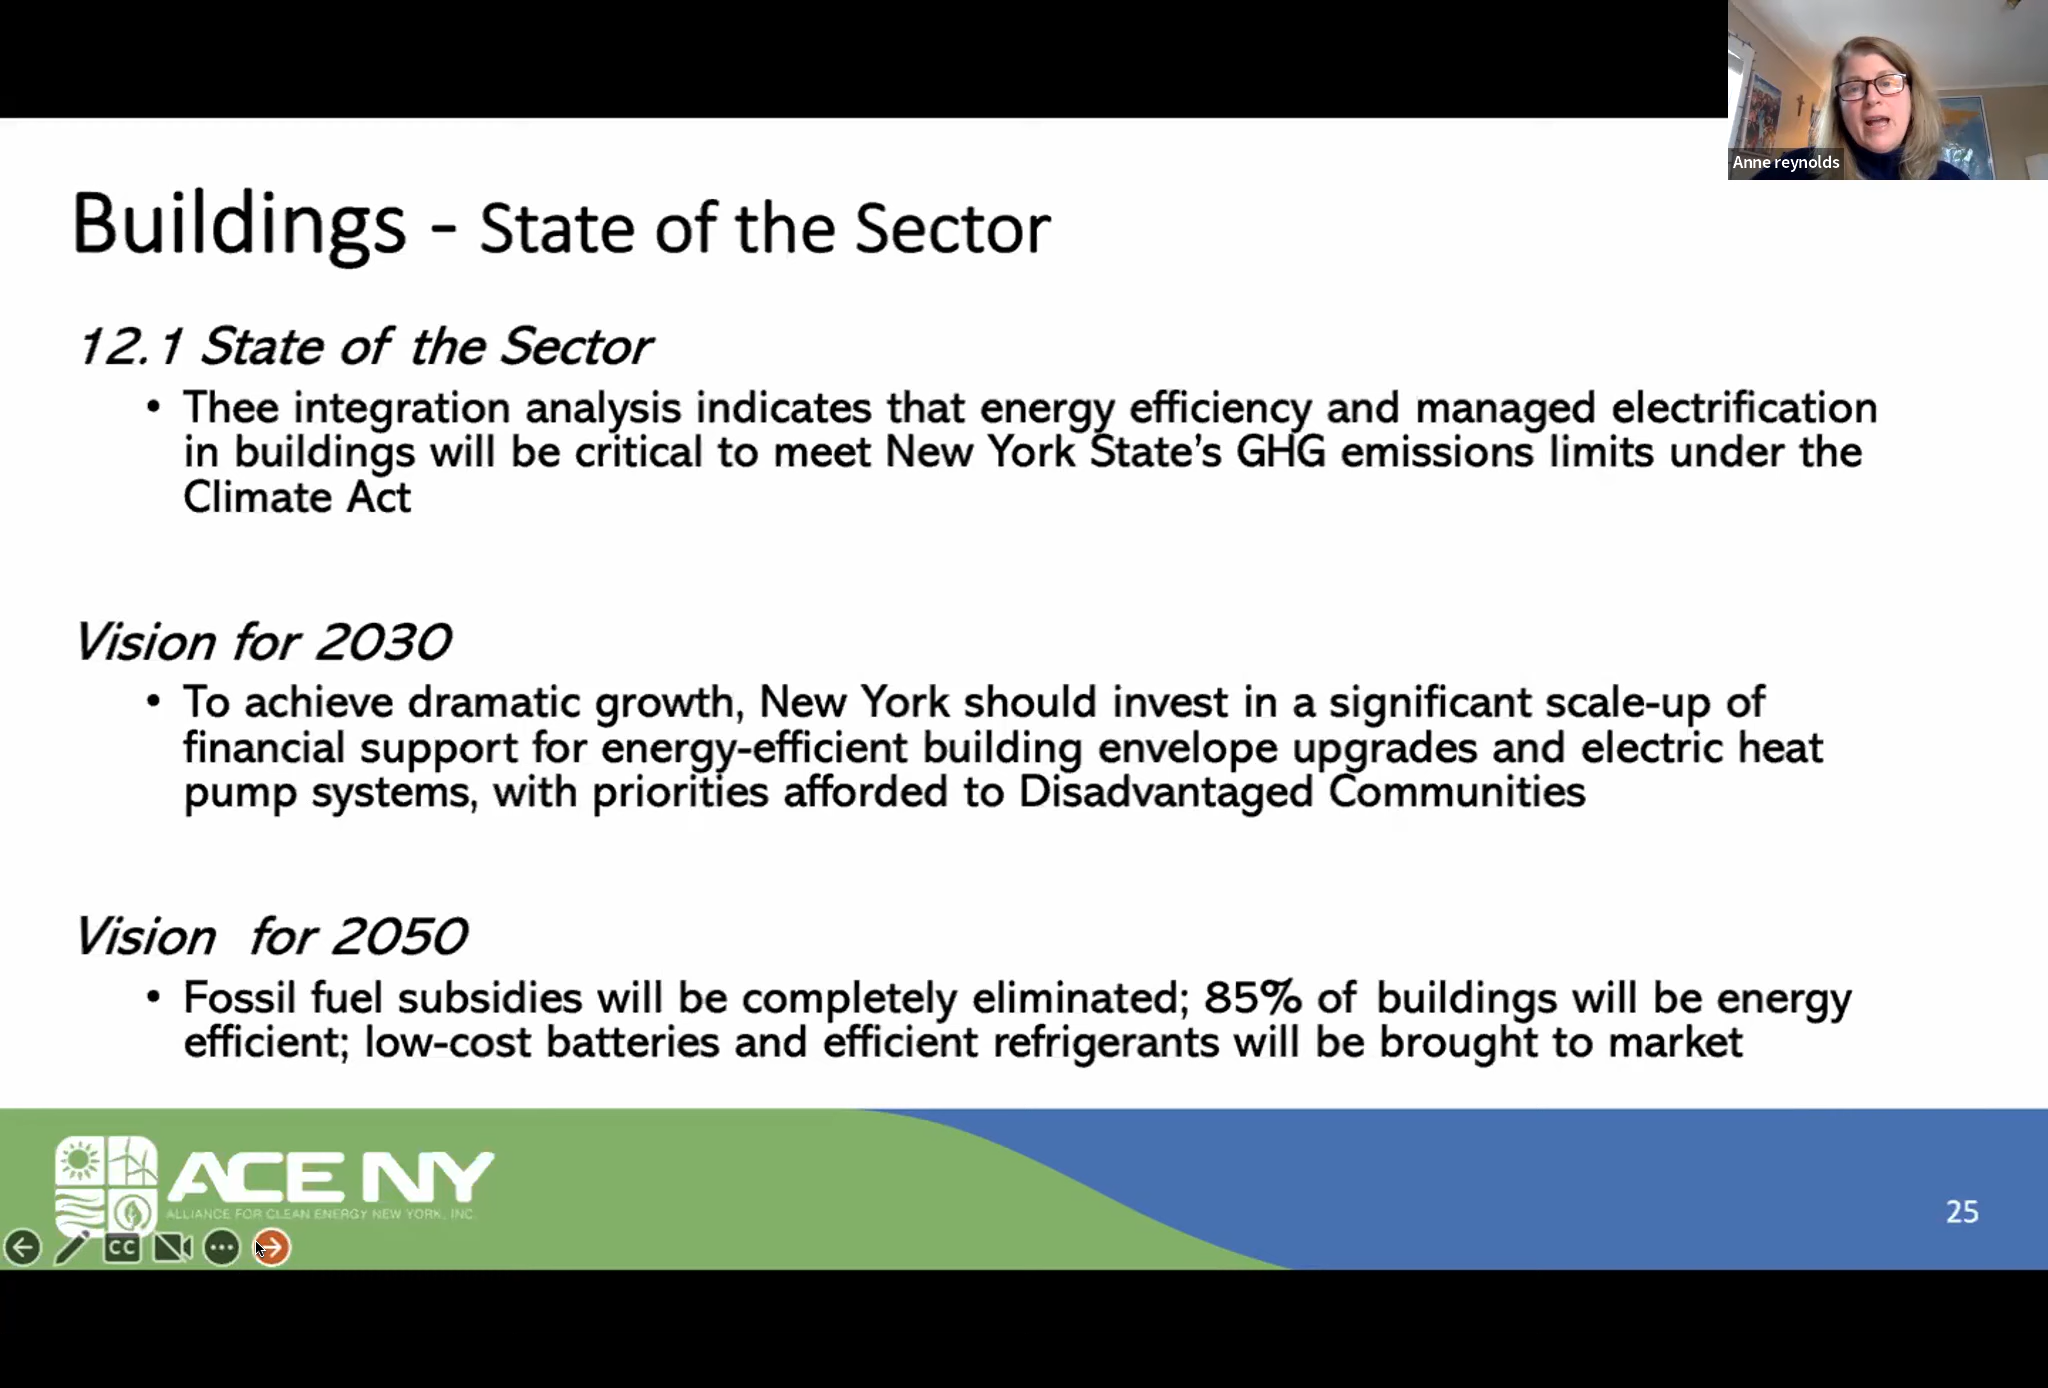 Anne reynolds
Buildings - State of the Sector
12.1 State of the Sector
• Thee integration analysis indicates that energy efficiency and managed electrification
in buildings will be critical to meet New York State's GHG emissions limits under the
Climate Act
Vision for 2030
• To achieve dramatic growth, New York should invest in a significant scale-up of
financial support for energy-efficient building envelope upgrades and electric heat
pump systems, with priorities afforded to Disadvantaged Communities
Vision for 2050
• Fossil fuel subsidies will be completely eliminated; 85% of buildings will be energy
efficient; low-cost batteries and efficient refrigerants will be brought to market
ACE NY
ALLIANCE FOR CLEAN ENERGY NEW YORK, INC.
CC
25